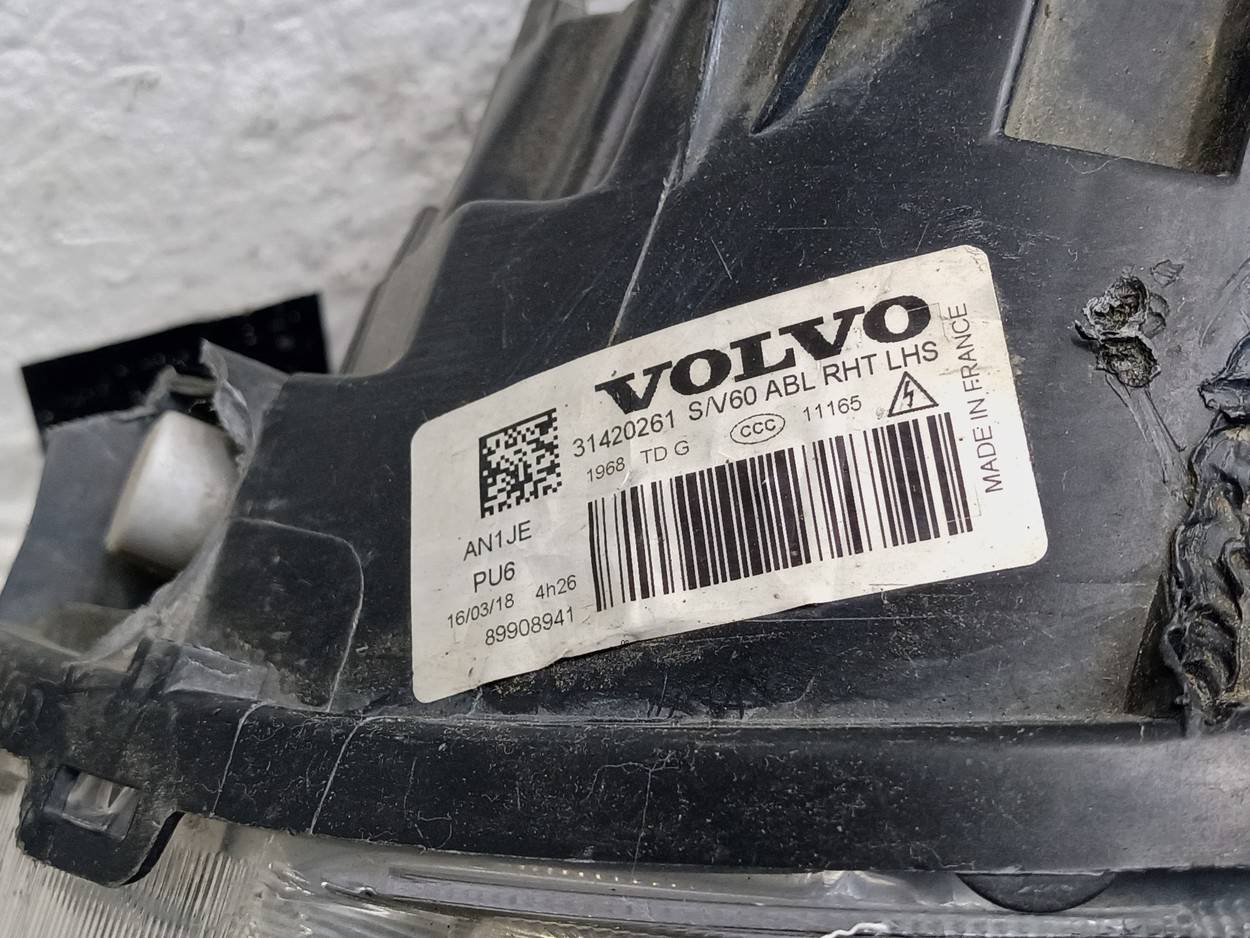 VOLVO
31420261 S/V60 ABL RHT LHS
1968 TD G CCC 11165
AN1JE
PU6
16/03/18 4h26
89908941
MADE IN FRANCE